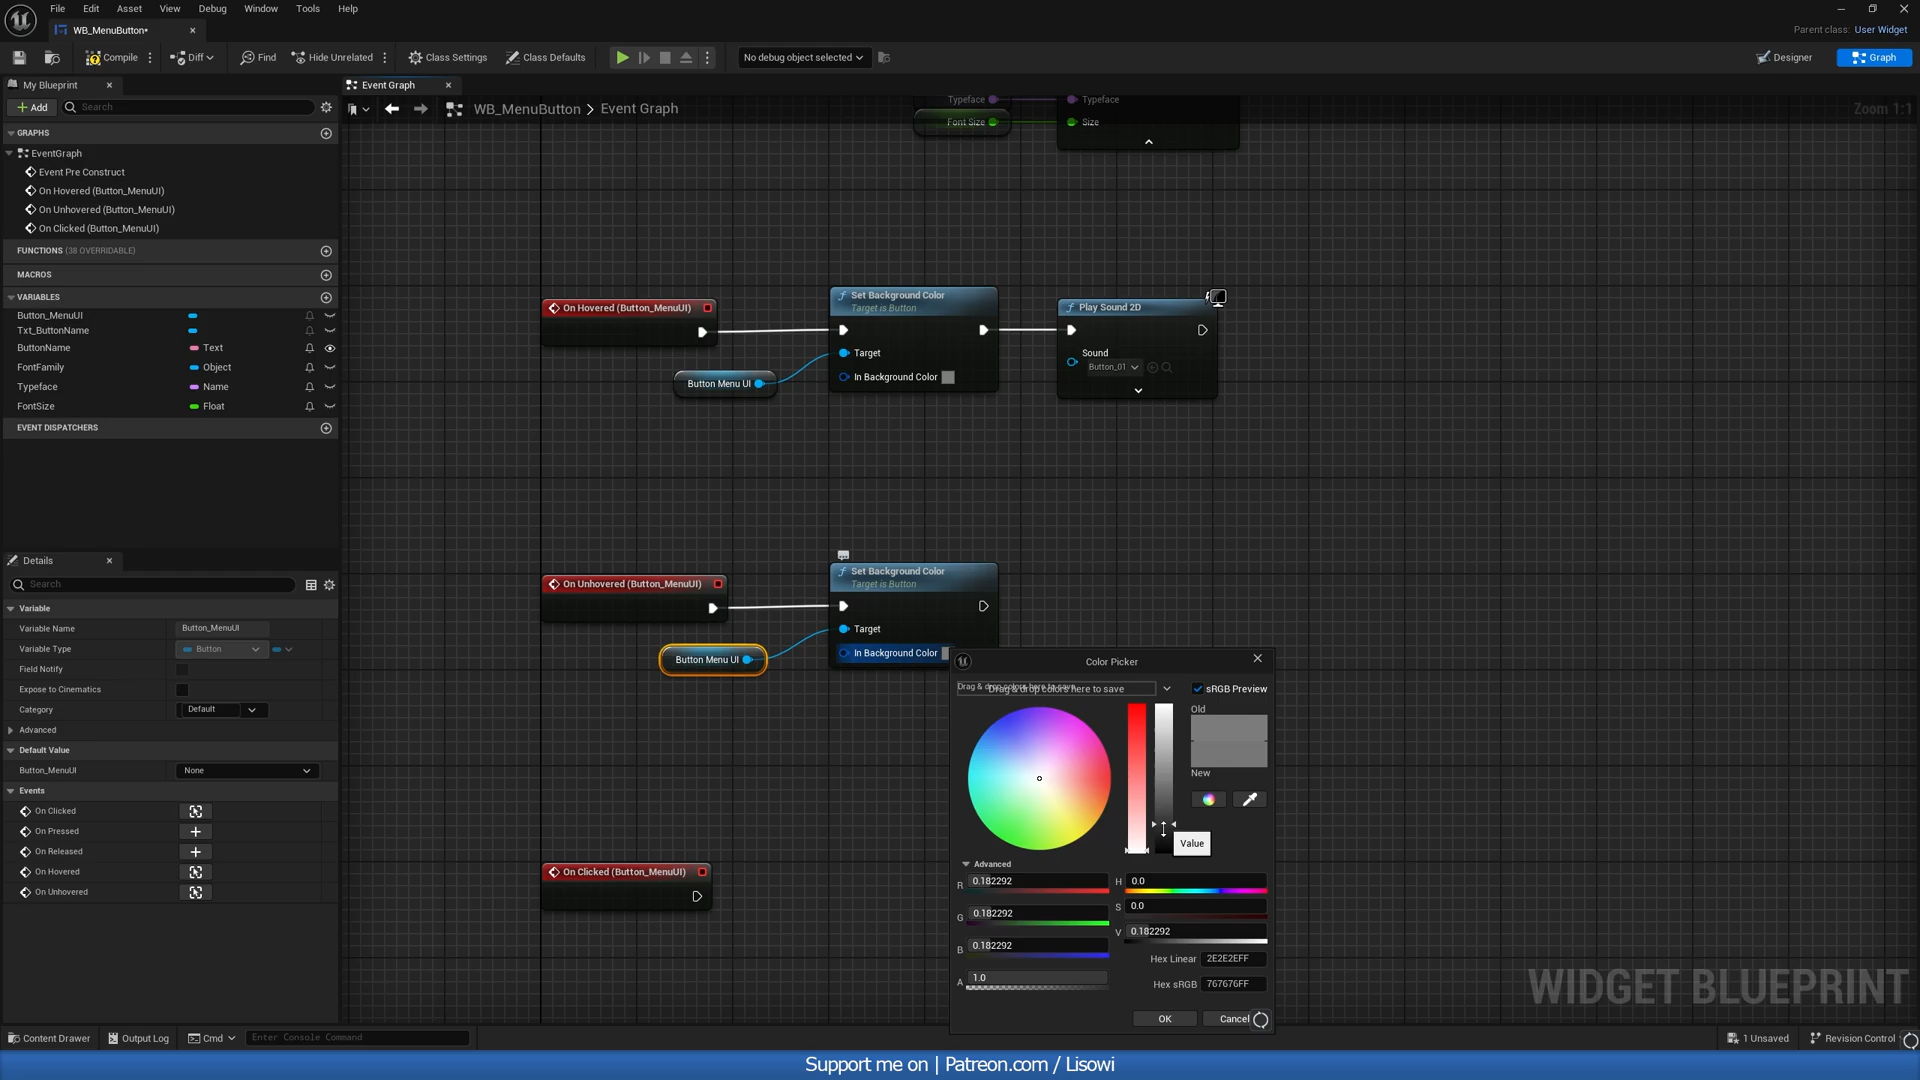 File Edit Asset View Debug Window Tools Help
WB_MenuButton•
Parent class: User Widget
Compile Diff Find Hide Unrelated Class Settings Class Defaults No debug object selected Designer Graph
My Blueprint
Event Graph
Add Search
WB_MenuButton > Event Graph
Zoom 1:1
GRAPHS
EventGraph
Event Pre Construct
On Hovered (Button_MenuUI)
On Unhovered (Button_MenuUI)
On Clicked (Button_MenuUI)
FUNCTIONS (38 OVERRIDABLE)
MACROS
VARIABLES
Button_MenuUI
Txt_ButtonName
ButtonName Text
FontFamily Object
Typeface Name
FontSize Float
EVENT DISPATCHERS
Typeface Typeface
Font Size Size
On Hovered (Button_MenuUI)
Set Background Color
Target is Button
Target
In Background Color
Button Menu UI
Play Sound 2D
Sound
Button_01
On Unhovered (Button_MenuUI)
Set Background Color
Target is Button
Target
In Background Color
Button Menu UI
On Clicked (Button_MenuUI)
Details
Search
Variable
Variable Name Button_MenuUI
Variable Type Button
Field Notify
Expose to Cinematics
Category Default
Advanced
Default Value
Button_MenuUI None
Events
On Clicked
On Pressed
On Released
On Hovered
On Unhovered
Color Picker
Drag & drop colors here to save
Drag & drop colors here to save
sRGB Preview
Old
New
Value
Advanced
R 0.182292 H 0.0
G 0.182292 S 0.0
B 0.182292 V 0.182292
A 1.0
Hex Linear 2E2E2EFF
Hex sRGB 767676FF
OK Cancel
WIDGET BLUEPRINT
Content Drawer Output Log Cmd Enter Console Command 1 Unsaved Revision Control
Support me on | Patreon.com / Lisowi